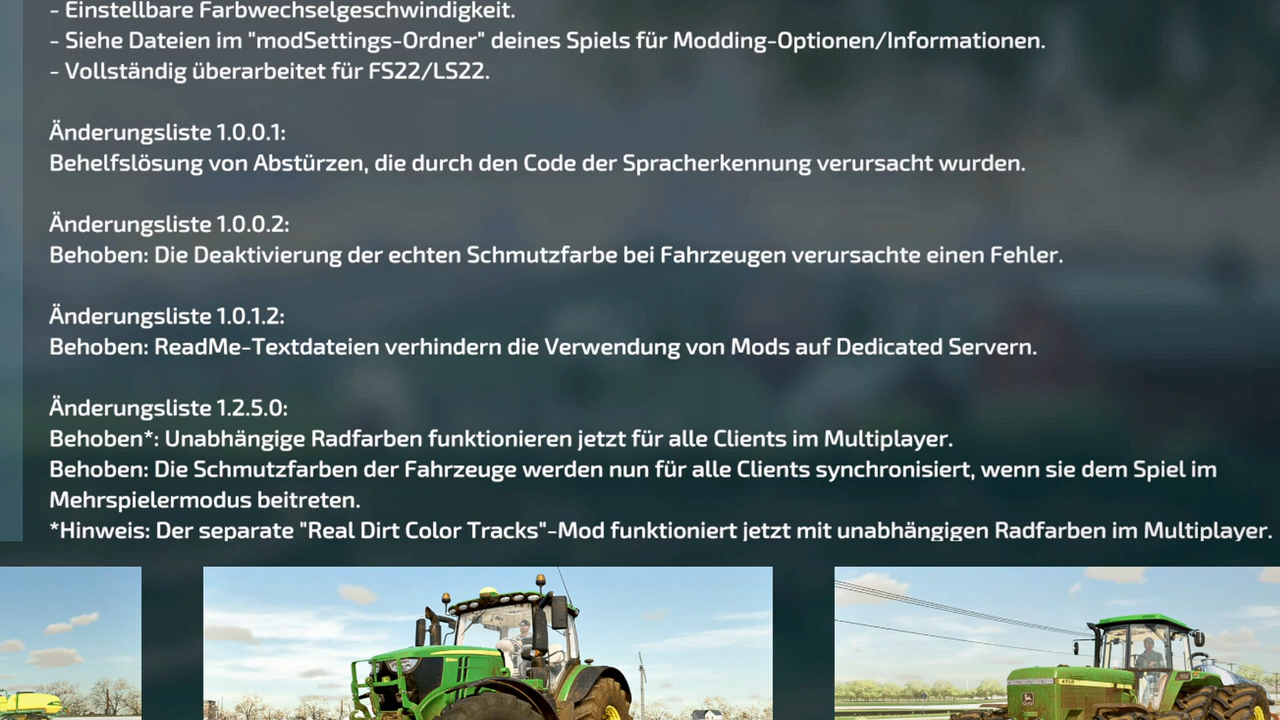 - Einstellbare Farbwechselgeschwindigkeit.
- Siehe Dateien im "modSettings-Ordner" deines Spiels für Modding-Optionen/Informationen.
- Vollständig überarbeitet für FS22/LS22.
Änderungsliste 1.0.0.1:
Behelfslösung von Abstürzen, die durch den Code der Spracherkennung verursacht wurden.
Änderungsliste 1.0.0.2:
Behoben: Die Deaktivierung der echten Schmutzfarbe bei Fahrzeugen verursachte einen Fehler.
Änderungsliste 1.0.1.2:
Behoben: ReadMe-Textdateien verhindern die Verwendung von Mods auf Dedicated Servern.
Änderungsliste 1.2.5.0:
Behoben*: Unabhängige Radfarben funktionieren jetzt für alle Clients im Multiplayer.
Behoben: Die Schmutzfarben der Fahrzeuge werden nun für alle Clients synchronisiert, wenn sie dem Spiel im
Mehrspielermodus beitreten.
*Hinweis: Der separate "Real Dirt Color Tracks"-Mod funktioniert jetzt mit unabhängigen Radfarben im Multiplayer.